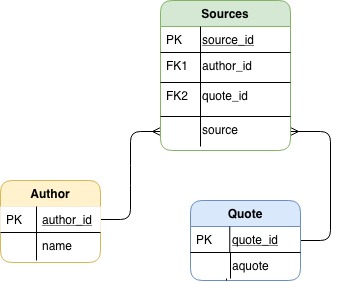 Sources
PK source_id
FK1 author_id
FK2 quote_id
source
Author
PK author_id
name
Quote
PK quote_id
aquote